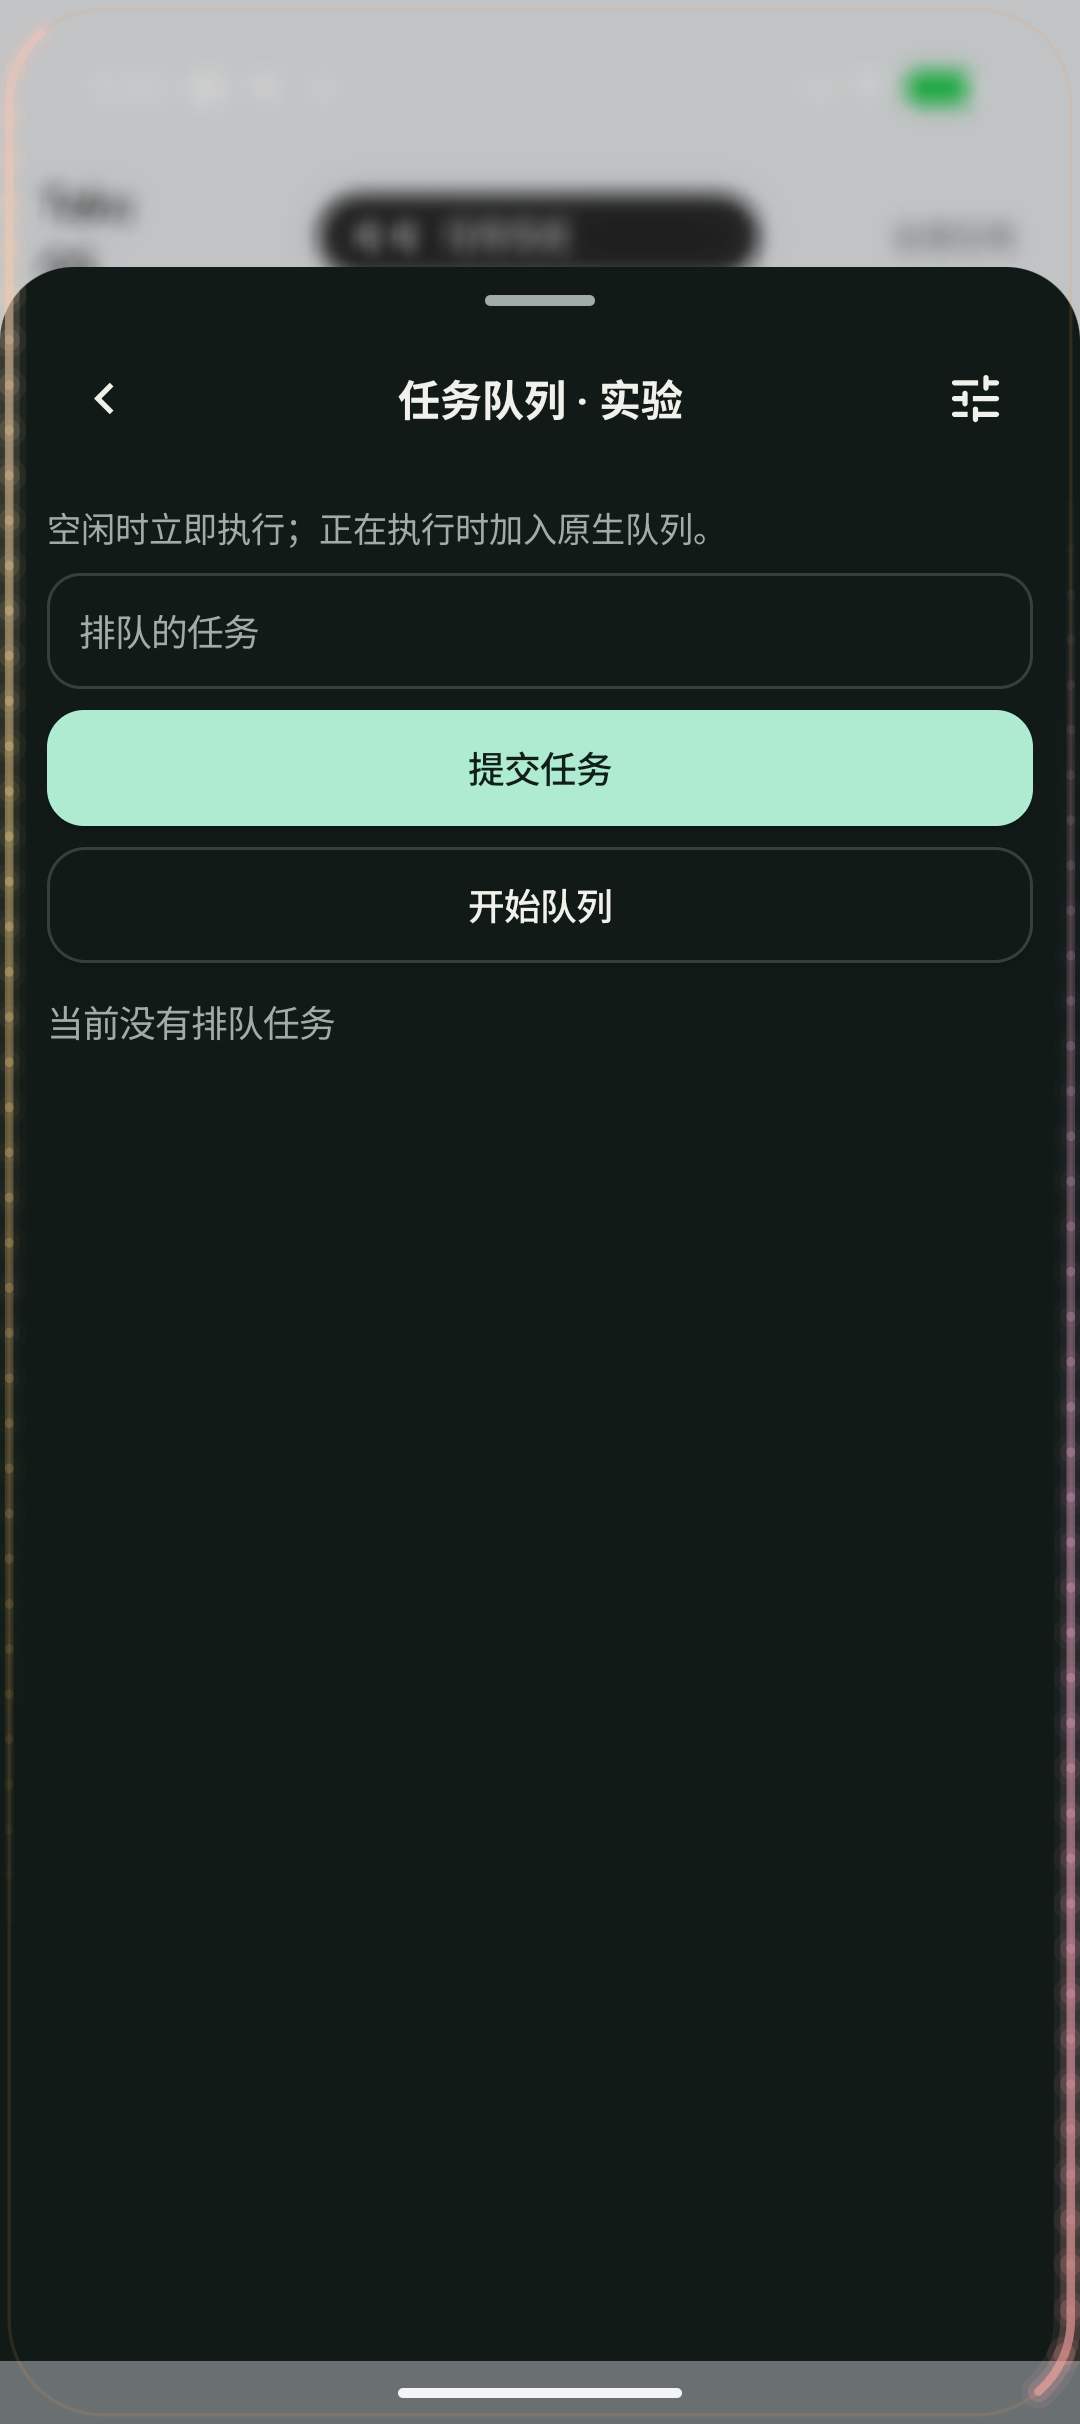 任务队列 · 实验
空闲时立即执行；正在执行时加入原生队列。
排队的任务
提交任务
开始队列
当前没有排队任务